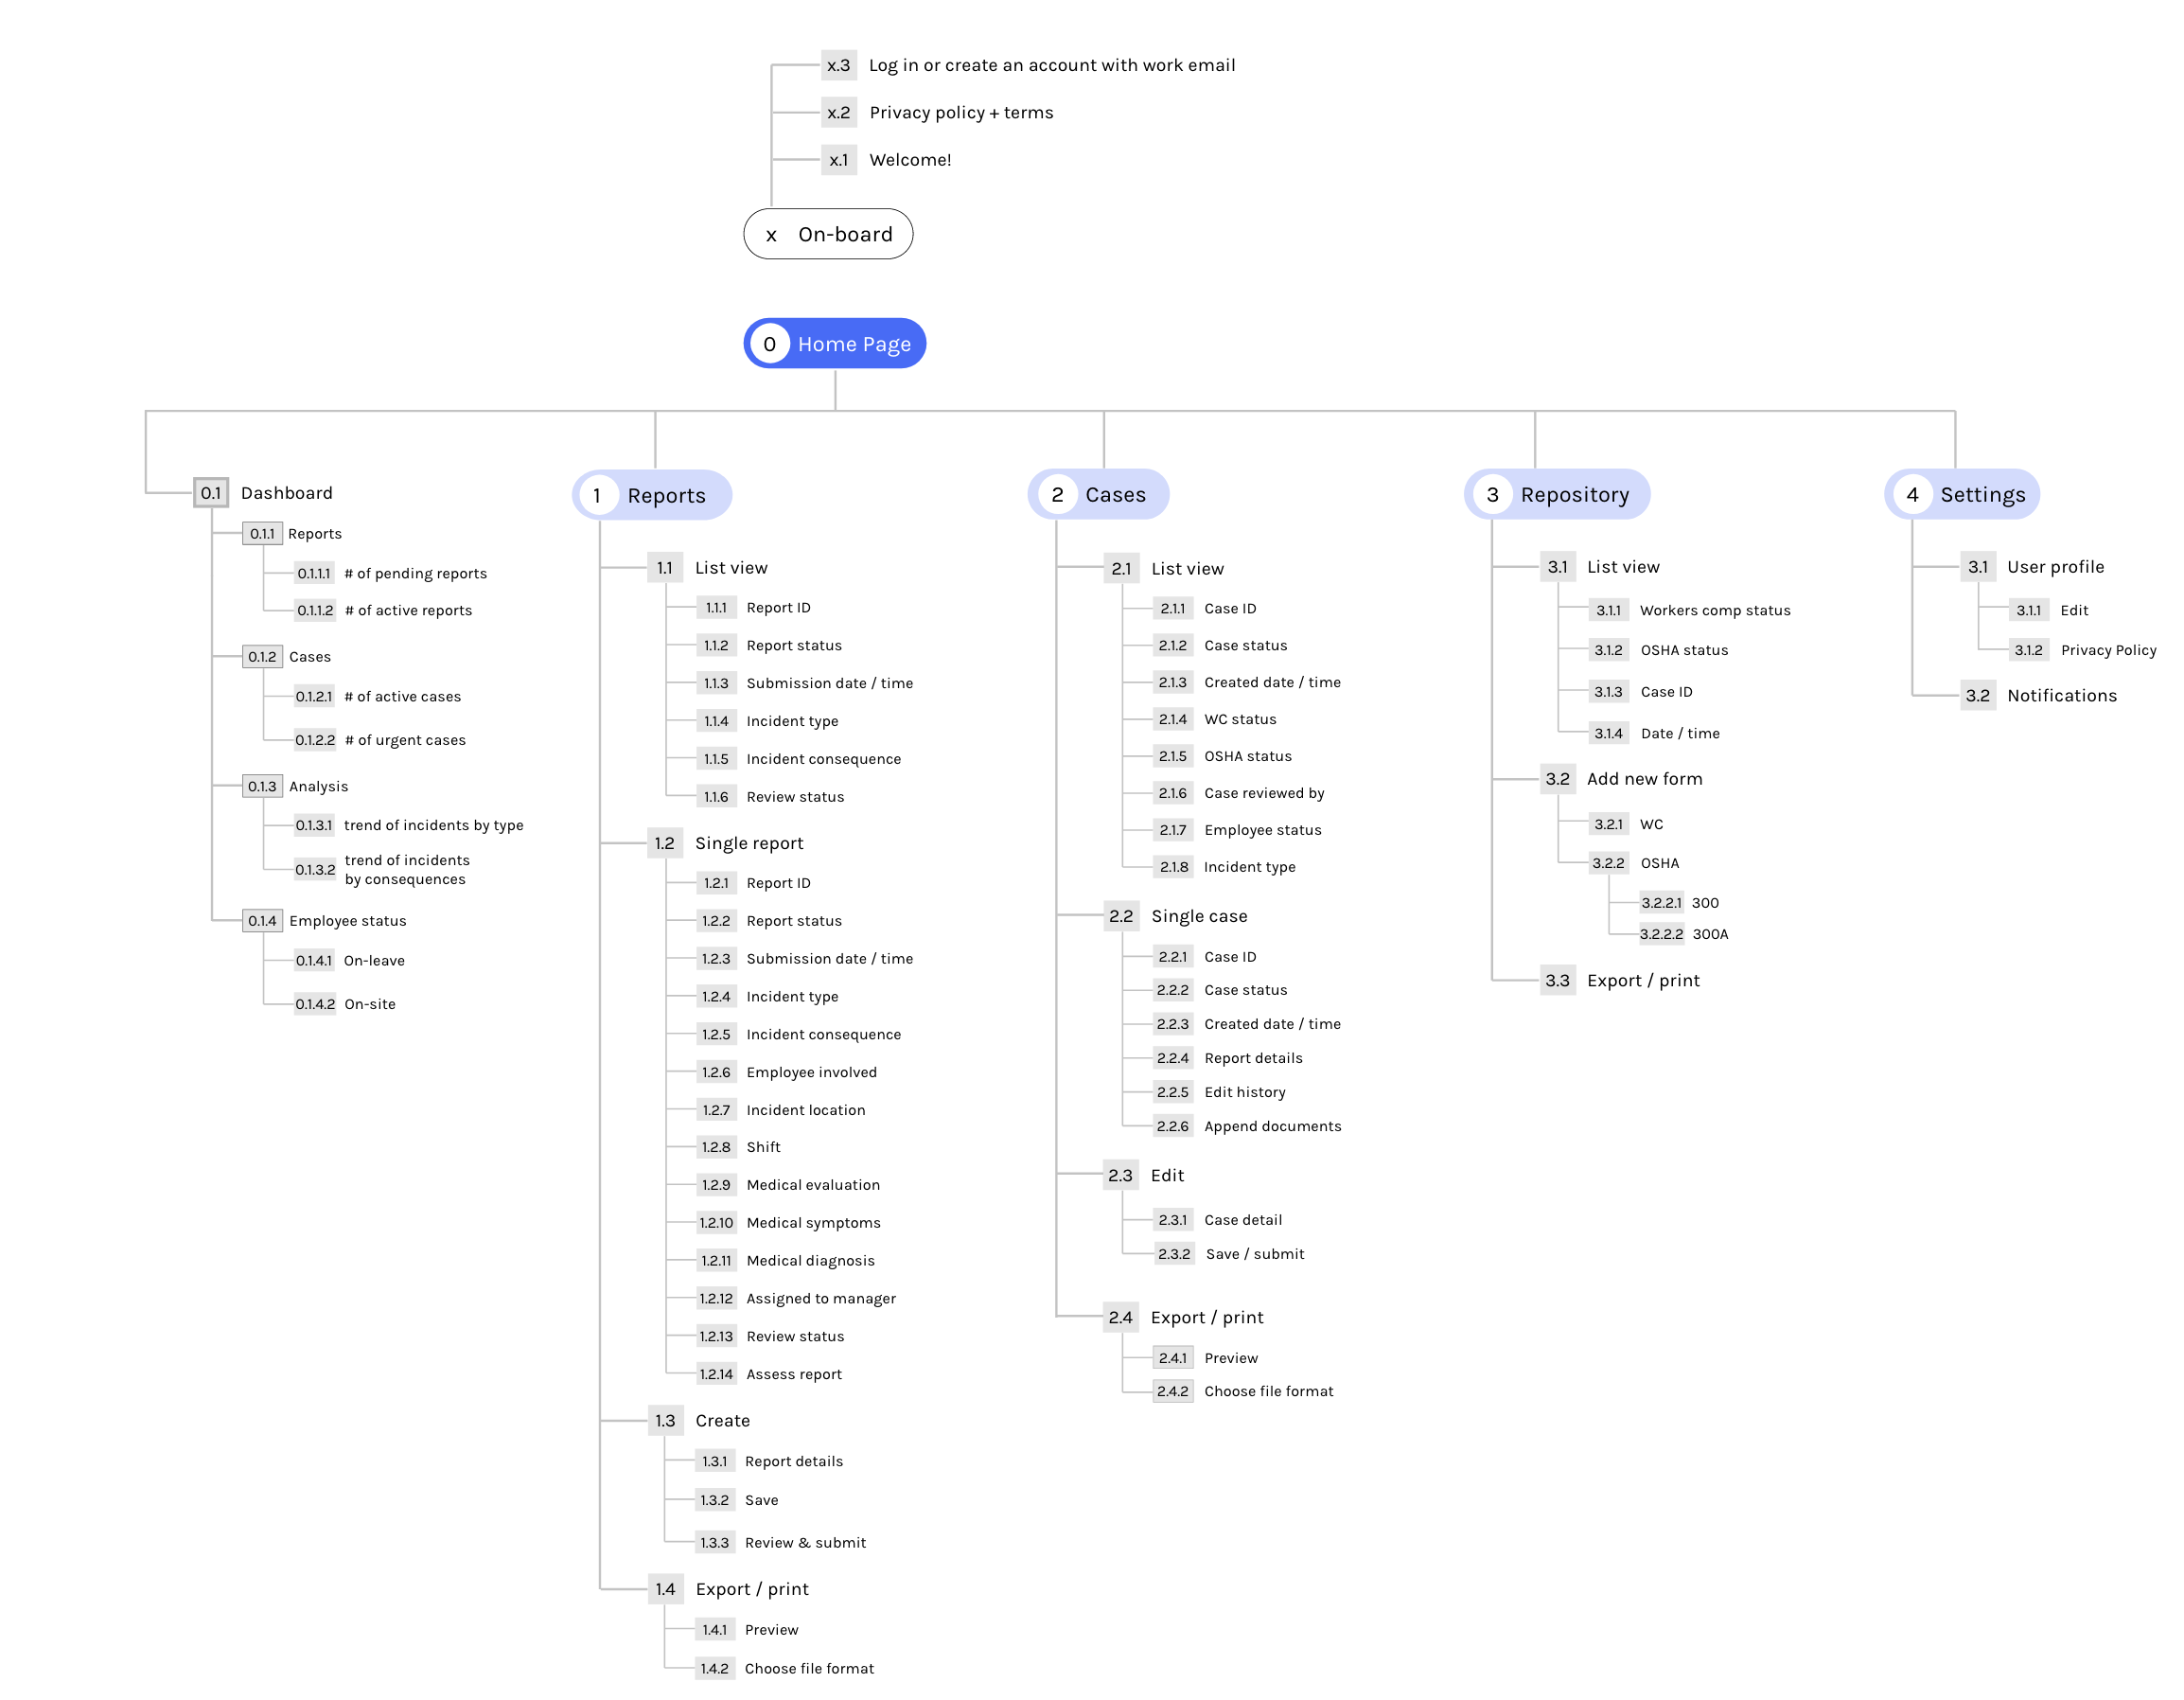 x.3 Log in or create an account with work email
x.2 Privacy policy + terms
x.1 Welcome!
x On-board
0 Home Page
0.1 Dashboard
0.1.1 Reports
0.1.1.1 # of pending reports
0.1.1.2 # of active reports
0.1.2 Cases
0.1.2.1 # of active cases
0.1.2.2 # of urgent cases
0.1.3 Analysis
0.1.3.1 trend of incidents by type
0.1.3.2 trend of incidents
by consequences
0.1.4 Employee status
0.1.4.1 On-leave
0.1.4.2 On-site
1 Reports
1.1 List view
1.1.1 Report ID
1.1.2 Report status
1.1.3 Submission date / time
1.1.4 Incident type
1.1.5 Incident consequence
1.1.6 Review status
1.2 Single report
1.2.1 Report ID
1.2.2 Report status
1.2.3 Submission date / time
1.2.4 Incident type
1.2.5 Incident consequence
1.2.6 Employee involved
1.2.7 Incident location
1.2.8 Shift
1.2.9 Medical evaluation
1.2.10 Medical symptoms
1.2.11 Medical diagnosis
1.2.12 Assigned to manager
1.2.13 Review status
1.2.14 Assess report
1.3 Create
1.3.1 Report details
1.3.2 Save
1.3.3 Review & submit
1.4 Export / print
1.4.1 Preview
1.4.2 Choose file format
2 Cases
2.1 List view
2.1.1 Case ID
2.1.2 Case status
2.1.3 Created date / time
2.1.4 WC status
2.1.5 OSHA status
2.1.6 Case reviewed by
2.1.7 Employee status
2.1.8 Incident type
2.2 Single case
2.2.1 Case ID
2.2.2 Case status
2.2.3 Created date / time
2.2.4 Report details
2.2.5 Edit history
2.2.6 Append documents
2.3 Edit
2.3.1 Case detail
2.3.2 Save / submit
2.4 Export / print
2.4.1 Preview
2.4.2 Choose file format
3 Repository
3.1 List view
3.1.1 Workers comp status
3.1.2 OSHA status
3.1.3 Case ID
3.1.4 Date / time
3.2 Add new form
3.2.1 WC
3.2.2 OSHA
3.2.2.1 300
3.2.2.2 300A
3.3 Export / print
4 Settings
3.1 User profile
3.1.1 Edit
3.1.2 Privacy Policy
3.2 Notifications